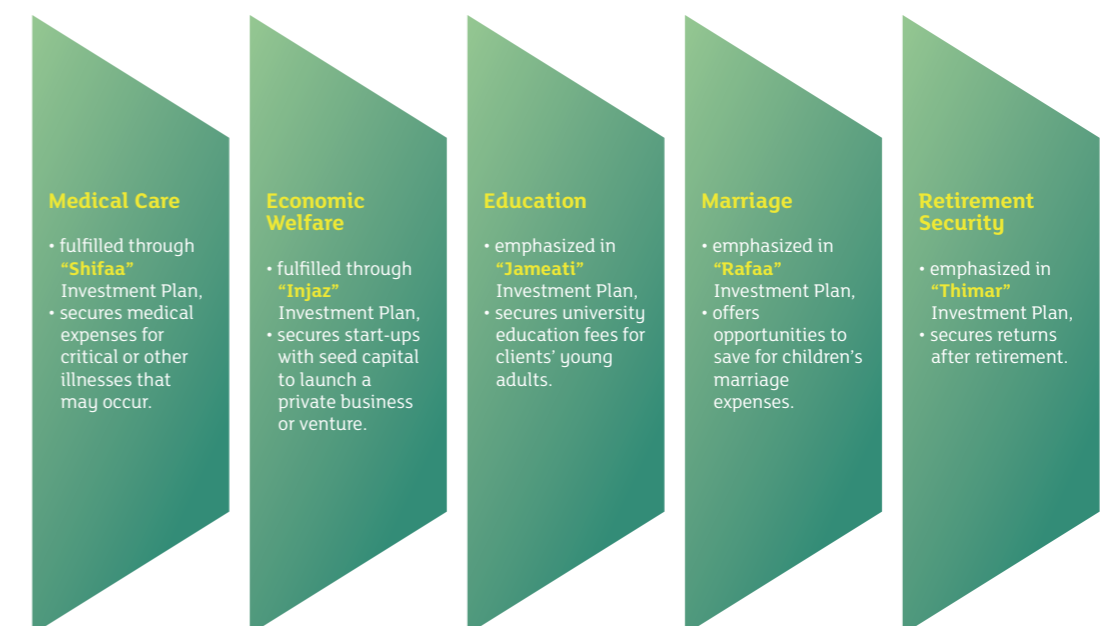 Medical Care
• fulfilled through
“Shifaa”
Investment Plan,
• secures medical
expenses for
critical or other
illnesses that
may occur.
Economic
Welfare
• fulfilled through
“Injaz”
Investment Plan,
• secures start-ups
with seed capital
to launch a
private business
or venture.
Education
• emphasized in
“Jameati”
Investment Plan,
• secures university
education fees for
clients’ young
adults.
Marriage
• emphasized in
“Rafaa”
Investment Plan,
• offers
opportunities to
save for children’s
marriage
expenses.
Retirement
Security
• emphasized in
“Thimar”
Investment Plan,
• secures returns
after retirement.